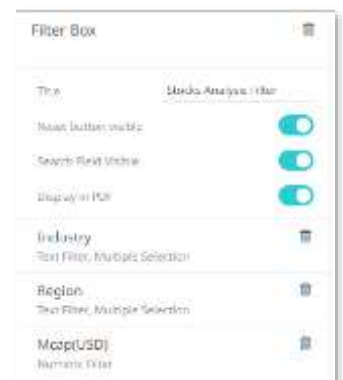 Filter Box
Title Stocks Analysis Filter
Reset button visible
Search Field Visible
Display in PDF
Industry
Text Filter, Multiple Selection
Region
Text Filter, Multiple Selection
Mcap(USD)
Numeric Filter